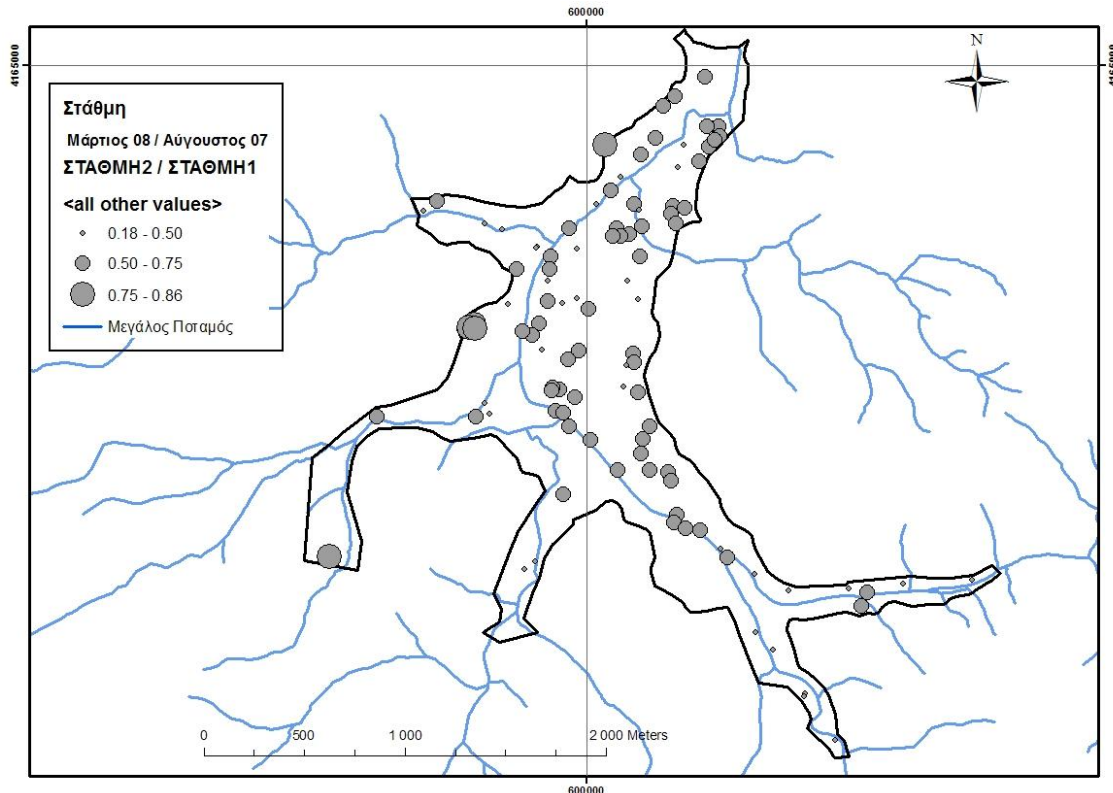 600000
4165000
4165000
N
Στάθμη
Μάρτιος 08 / Αύγουστος 07
ΣΤΑΘΜΗ2 / ΣΤΑΘΜΗ1
<all other values>
0.18 - 0.50
0.50 - 0.75
0.75 - 0.86
Μεγάλος Ποταμός
0 500 1 000 2 000 Meters
600000